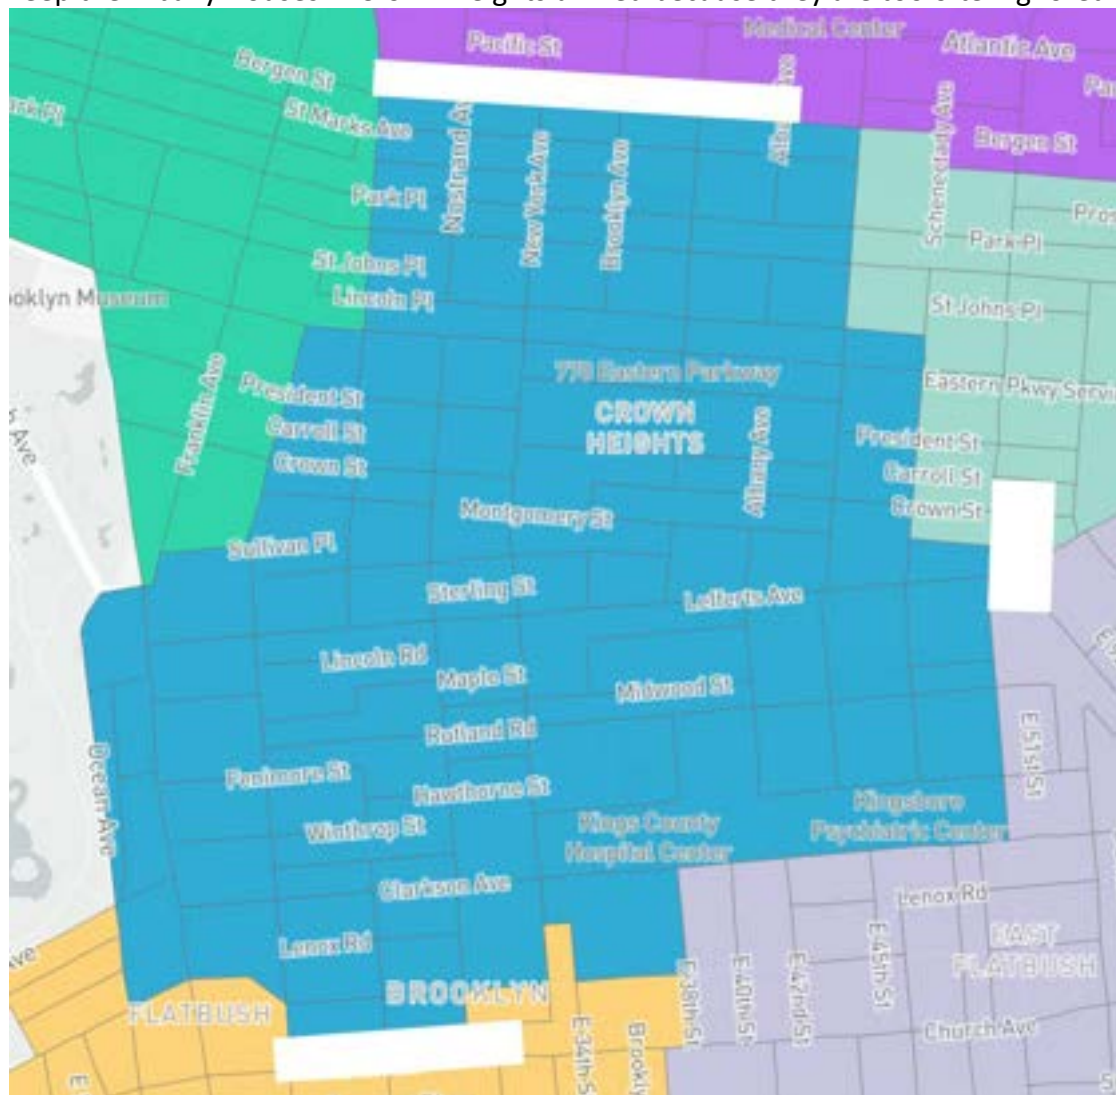 Pacific St
Medical Center
Atlantic Ave
Bergen St
St Marks Ave
Park Pl
Nostrand Av
New York Ave
Brooklyn Ave
Schenectady Ave
Bergen St
Park Pl
St Johns Pl
Lincoln Pl
Park Pl
St Johns Pl
ooklyn Museum
Franklin Ave
President St
Carroll St
Crown St
770 Eastern Parkway
CROWN
HEIGHTS
Albany Ave
Eastern Pkwy Servi
President St
Carroll St
Crown St
Ave
Montgomery St
Sullivan Pl
Sterling St
Lefferts Ave
Lincoln Rd
Maple St
Midwood St
Rutland Rd
Ocean Ave
Fenimore St
Hawthorne St
E 51st St
Winthrop St
Kings County
Hospital Center
Kingsboro
Psychiatric Center
Clarkson Ave
Lenox Rd
Lenox Rd
BROOKLYN
FLATBUSH
EAST
FLATBUSH
E 38th St
E 40th St
E 42nd St
E 45th St
Church Ave
E 34th S
Brookly